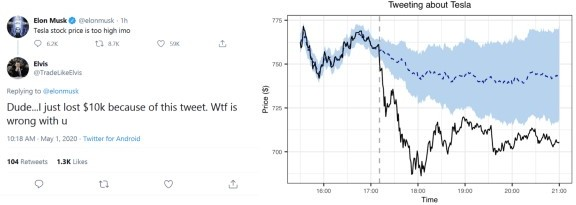 Elon Musk @elonmusk · 1h
Tesla stock price is too high imo
6.2K 8.7K 59K
Elvis
@TradeLikeElvis
Replying to @elonmusk
Dude...I just lost $10k because of this tweet. Wtf is
wrong with u
10:18 AM · May 1, 2020 · Twitter for Android
104 Retweets 1.3K Likes
Tweeting about Tesla
Price ($)
775
750
725
700
16:00 17:00 18:00 19:00 20:00 21:00
Time